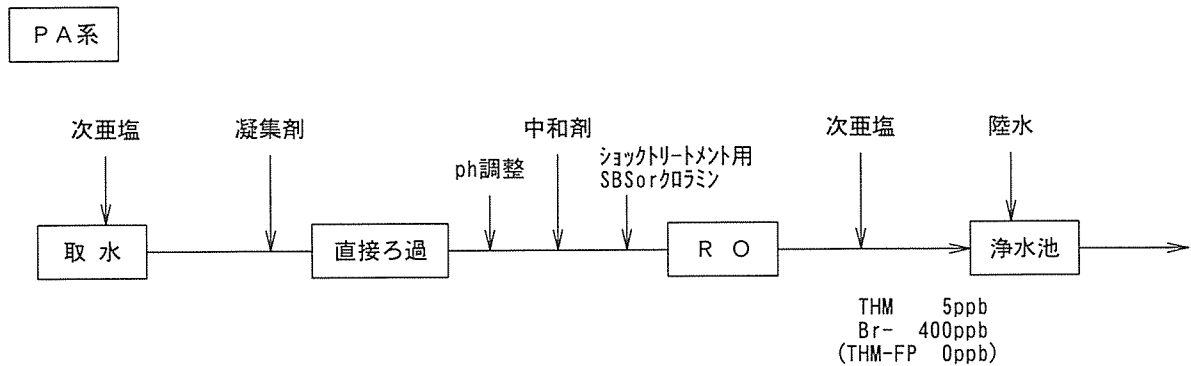 ＰＡ系
次亜塩
凝集剤
ph調整
中和剤
ショックトリートメント用
SBSorクロラミン
次亜塩
陸水
取水
直接ろ過
ＲＯ
浄水池
THM 5ppb
Br- 400ppb
(THM-FP 0ppb)